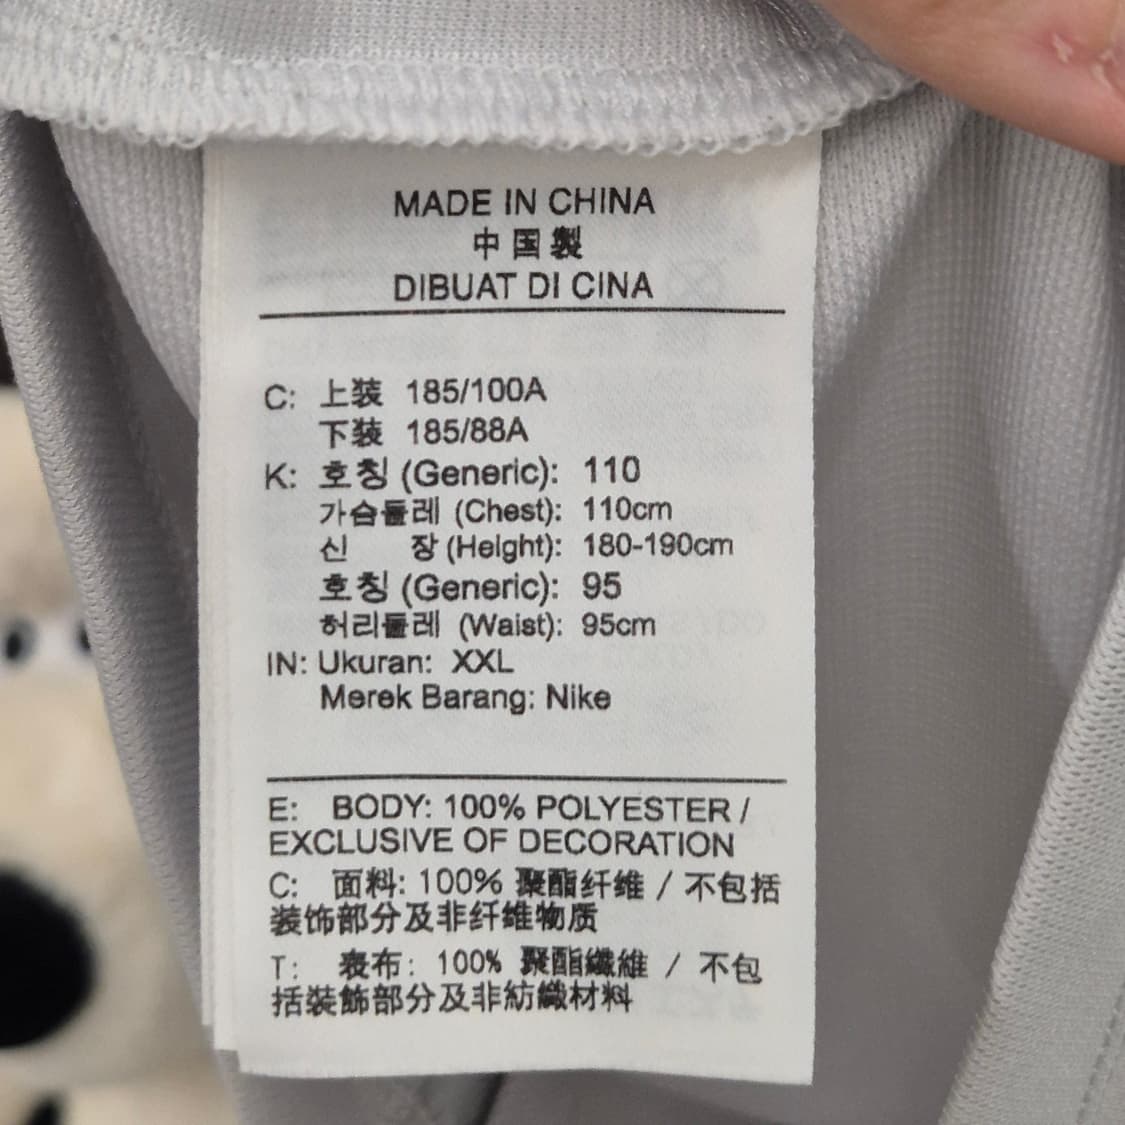 MADE IN CHINA
中国製
DIBUAT DI CINA
C: 上装 185/100A
下装 185/88A
K: 호칭 (Generic): 110
가슴둘레 (Chest): 110cm
신 장 (Height): 180-190cm
호칭 (Generic): 95
허리둘레 (Waist): 95cm
IN: Ukuran: XXL
Merek Barang: Nike
E: BODY: 100% POLYESTER /
EXCLUSIVE OF DECORATION
C: 面料: 100% 聚酯纤维 / 不包括
装饰部分及非纤维物质
T: 表布: 100% 聚酯纖維 / 不包
括裝飾部分及非紡織材料